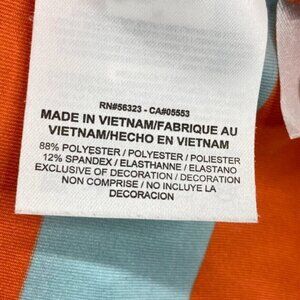 RN#56323 - CA#05553
MADE IN VIETNAM/FABRIQUE AU
VIETNAM/HECHO EN VIETNAM
88% POLYESTER / POLYESTER / POLIESTER
12% SPANDEX / ELASTHANNE / ELASTANO
EXCLUSIVE OF DECORATION / DECORATION
NON COMPRISE / NO INCLUYE LA
DECORACION